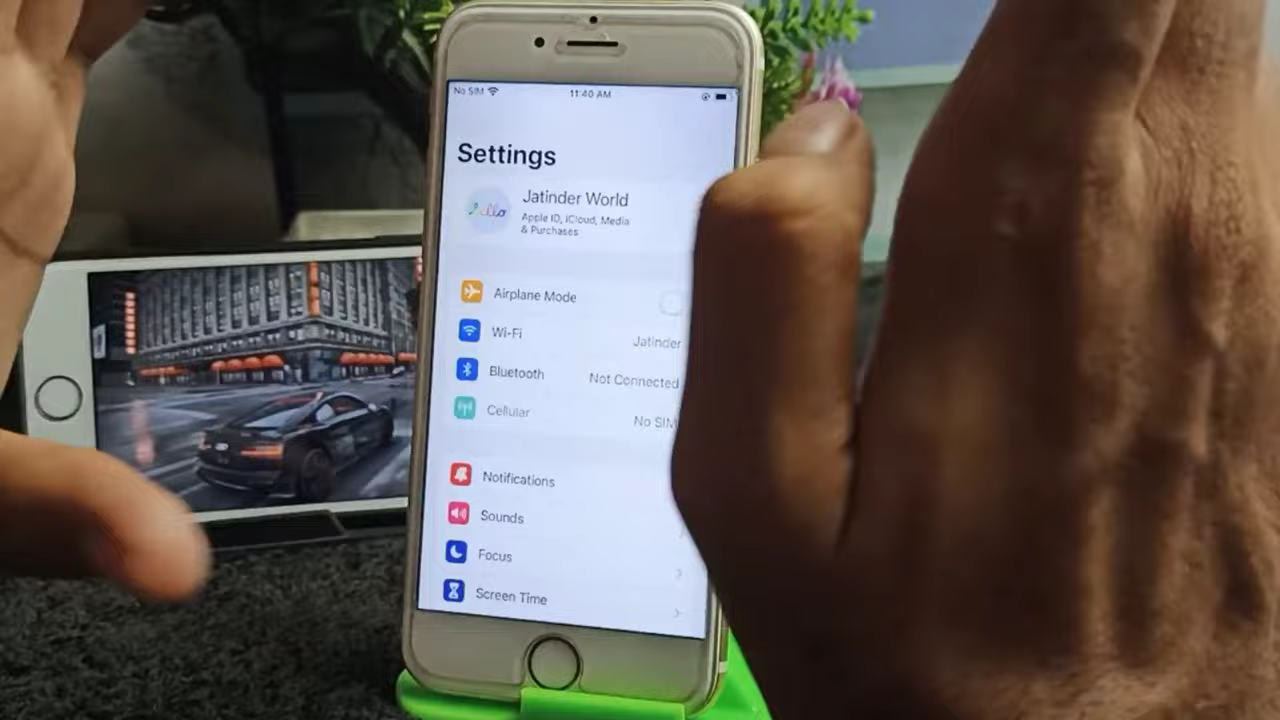 No SIM
11:40 AM
Settings
hello
Jatinder World
Apple ID, iCloud, Media
& Purchases
Airplane Mode
Wi-Fi Jatinder
Bluetooth Not Connected
Cellular No SIM
Notifications
Sounds
Focus
Screen Time